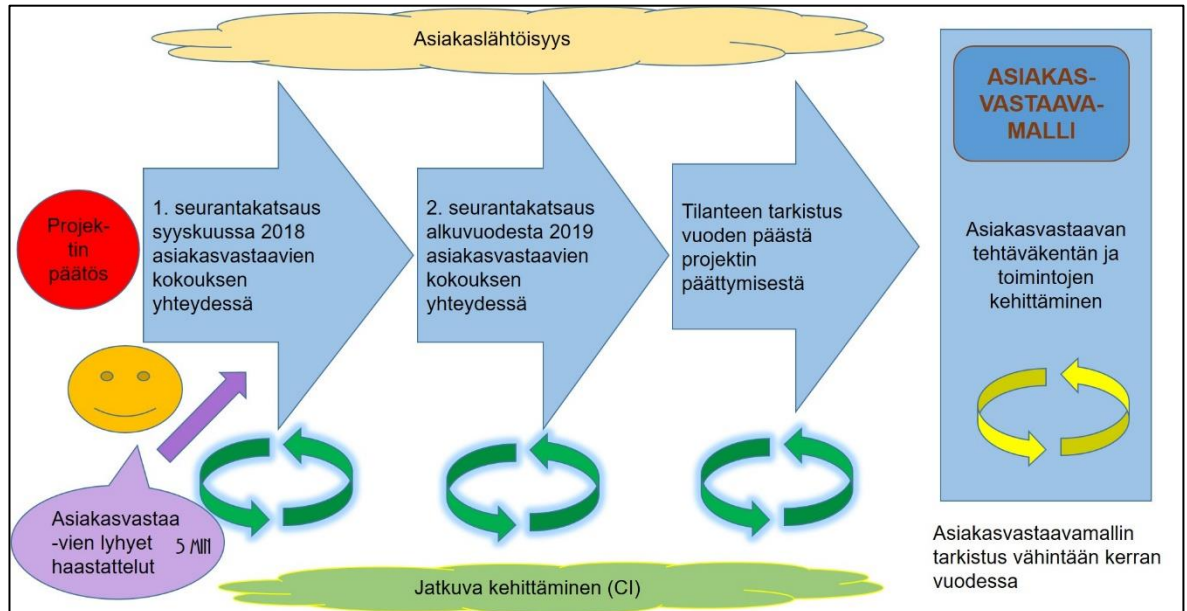 Asiakaslähtöisyys
Projek-
tin
päätös
1. seurantakatsaus
syyskuussa 2018
asiakasvastaavien
kokouksen
yhteydessä
2. seurantakatsaus
alkuvuodesta 2019
asiakasvastaavien
kokouksen
yhteydessä
Tilanteen tarkistus
vuoden päästä
projektin
päättymisestä
ASIAKAS-
VASTAAVA-
MALLI
Asiakasvastaavan
tehtäväkentän ja
toimintojen
kehittäminen
Asiakasvastaa
-vien lyhyet
haastattelut
5 MIN
Jatkuva kehittäminen (CI)
Asiakasvastaavamallin
tarkistus vähintään kerran
vuodessa